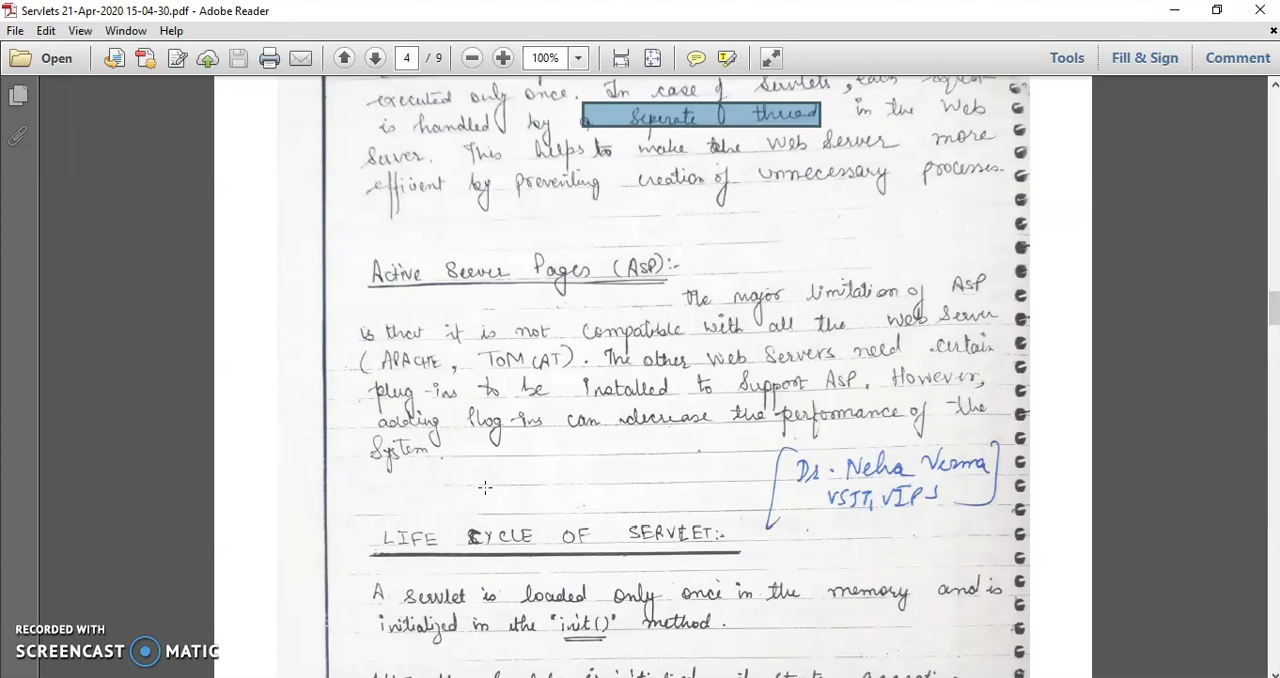 Servlets 21-Apr-2020 15-04-30.pdf - Adobe Reader
File Edit View Window Help
Open 4 / 9 100% Tools Fill & Sign Comment
executed only once. In case of Servlets, each request
is handled by a Seperate thread in the Web
Server. This helps to make the Web Server more
efficent by preventing creation of unnecessary processes.
Active Server Pages (ASP):-
The major limitation of ASP
is that it is not compatible with all the Web Server
(APACHE, TOMCAT). The other Web Servers need certain
plug-ins to be installed to Support ASP. However,
adding Plog-ins can decrease the performance of the
System.
Dr. Neha Verma
VSIT, VIPS
LIFE CYCLE OF SERVLET:-
A Servlet is loaded only once in the memory and is
initialized in the "init()" method.
RECORDED WITH
SCREENCAST MATIC